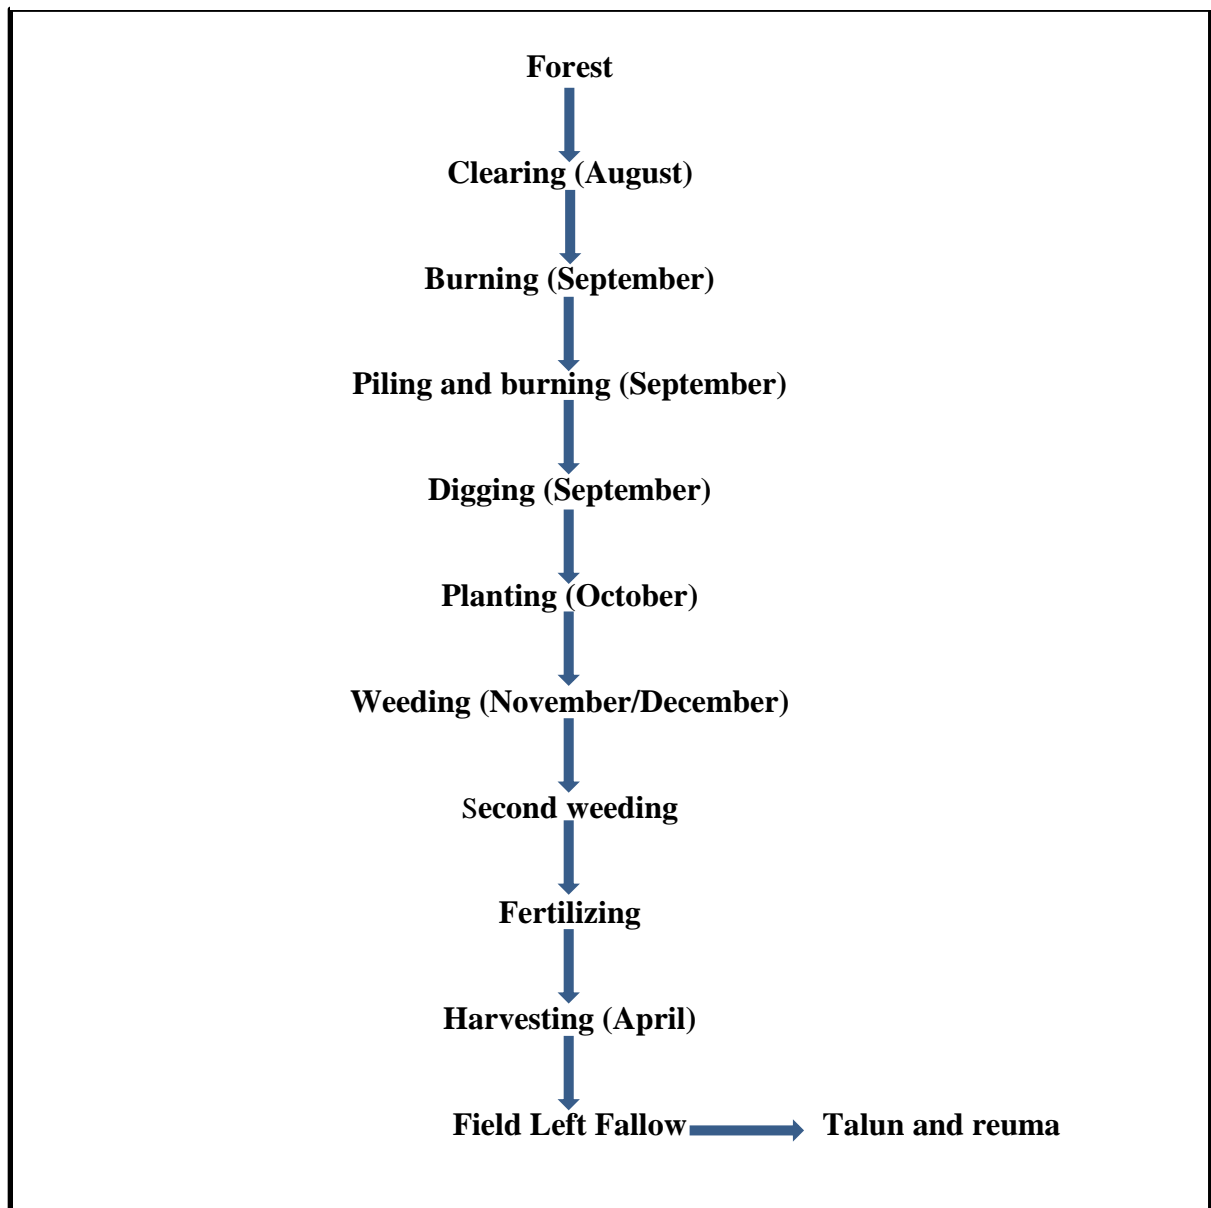 Forest
Clearing (August)
Burning (September)
Piling and burning (September)
Digging (September)
Planting (October)
Weeding (November/December)
Second weeding
Fertilizing
Harvesting (April)
Field Left Fallow
Talun and reuma